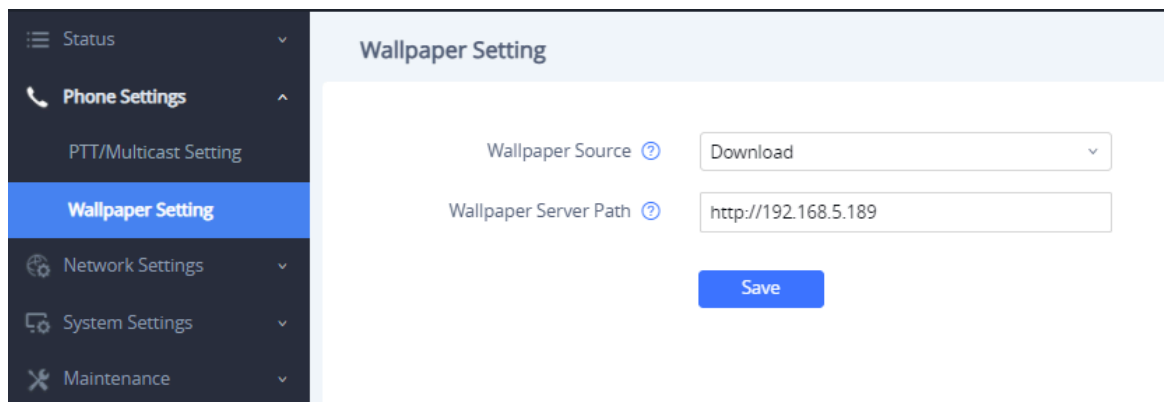 Status
Phone Settings
PTT/Multicast Setting
Wallpaper Setting
Network Settings
System Settings
Maintenance
Wallpaper Setting
Wallpaper Source ? Download
Wallpaper Server Path ? http://192.168.5.189
Save